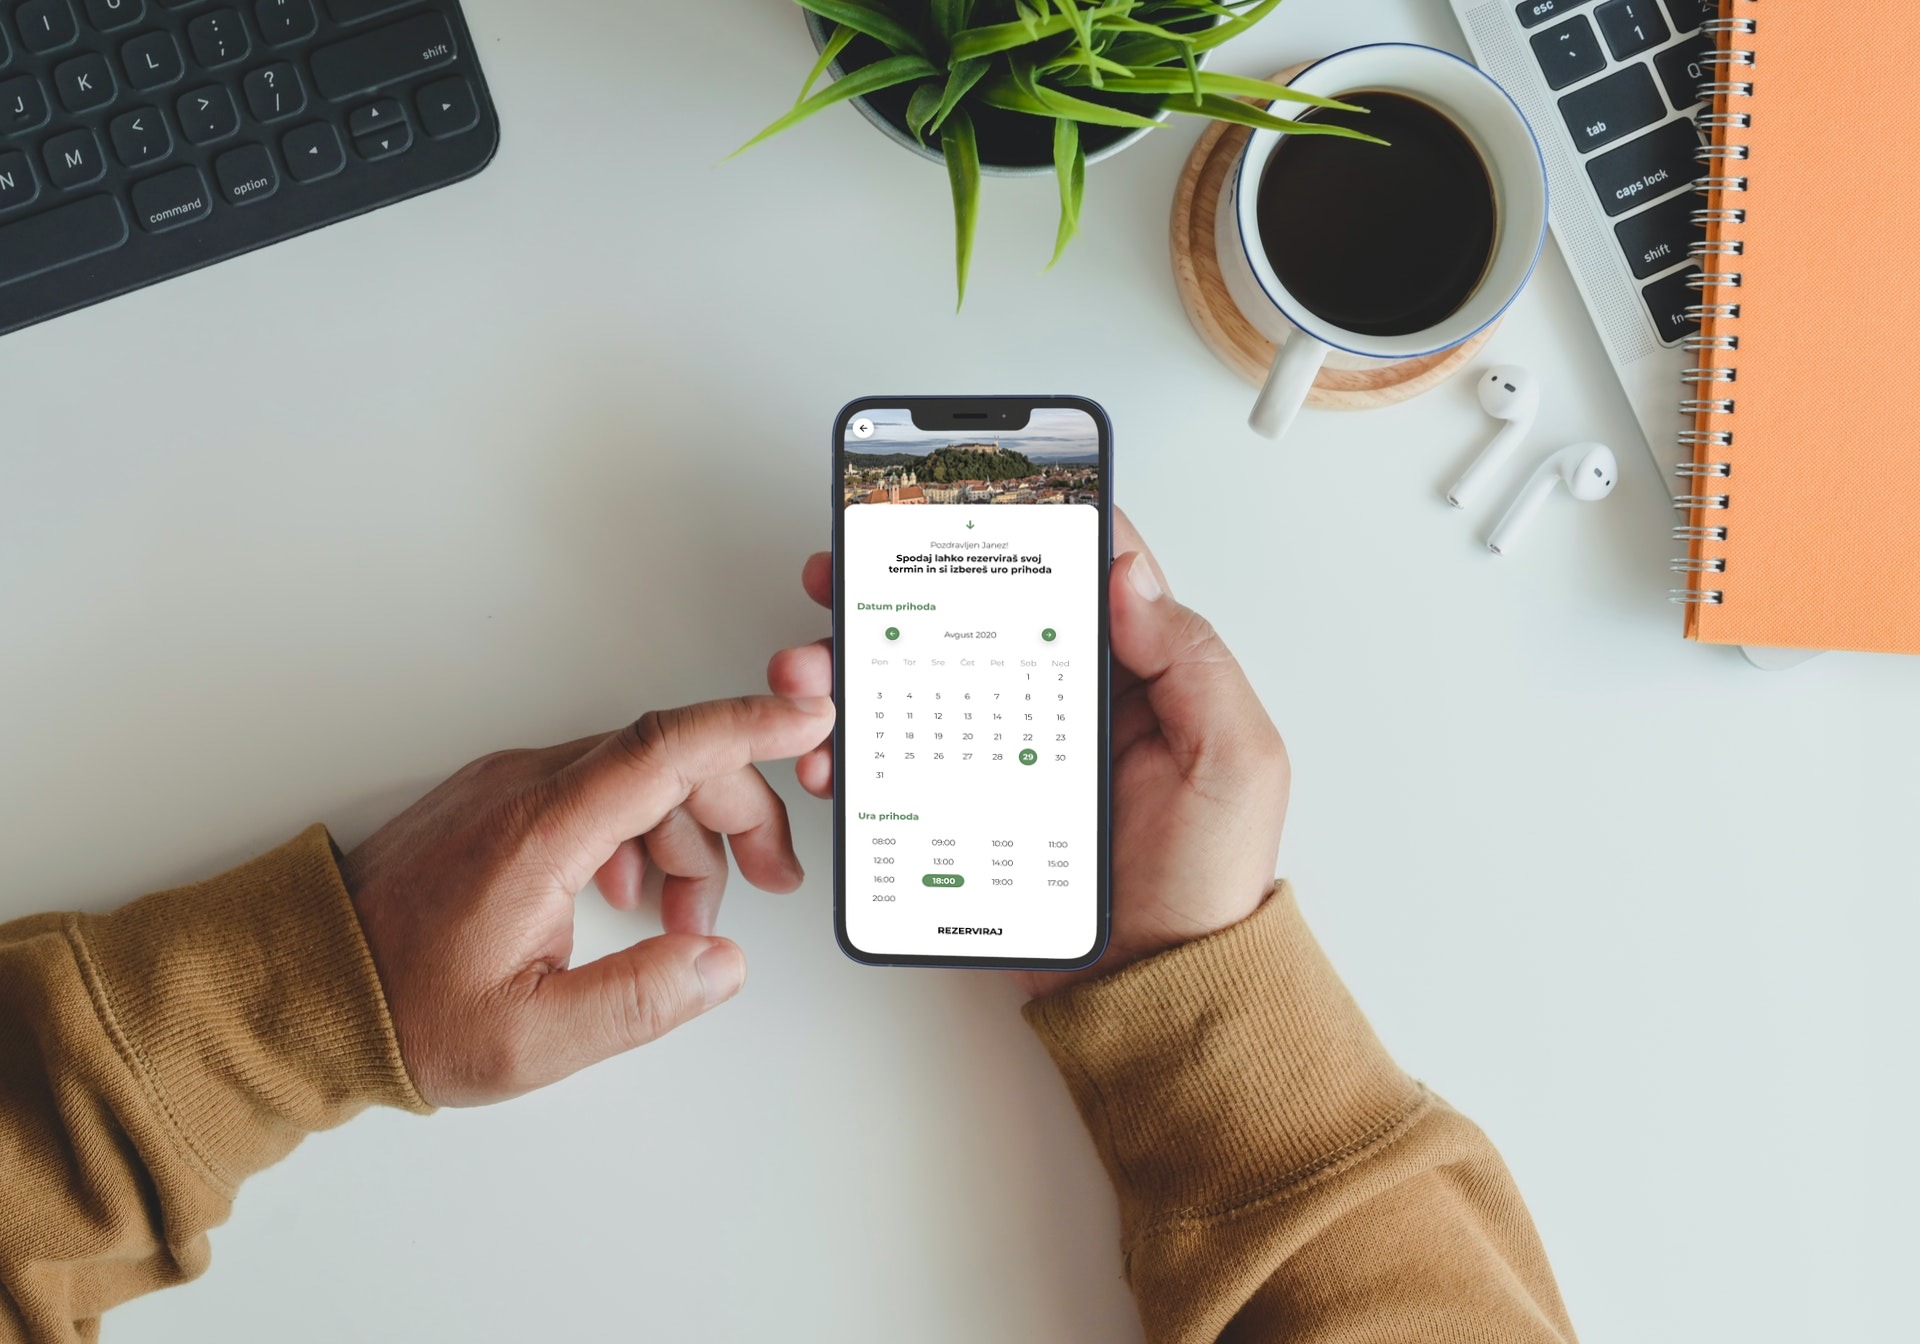 I
J
K
L
: ;
" '
shift
N
M
< ,
> .
? /
command
option
esc
~ `
! 1
Q
tab
caps lock
shift
fn
Pozdravljen Janez!
Spodaj lahko rezerviraš svoj
termin in si izbereš uro prihoda
Datum prihoda
Avgust 2020
Pon Tor Sre Čet Pet Sob Ned
1 2
3 4 5 6 7 8 9
10 11 12 13 14 15 16
17 18 19 20 21 22 23
24 25 26 27 28 29 30
31
Ura prihoda
08:00 09:00 10:00 11:00
12:00 13:00 14:00 15:00
16:00 18:00 19:00 17:00
20:00
REZERVIRAJ